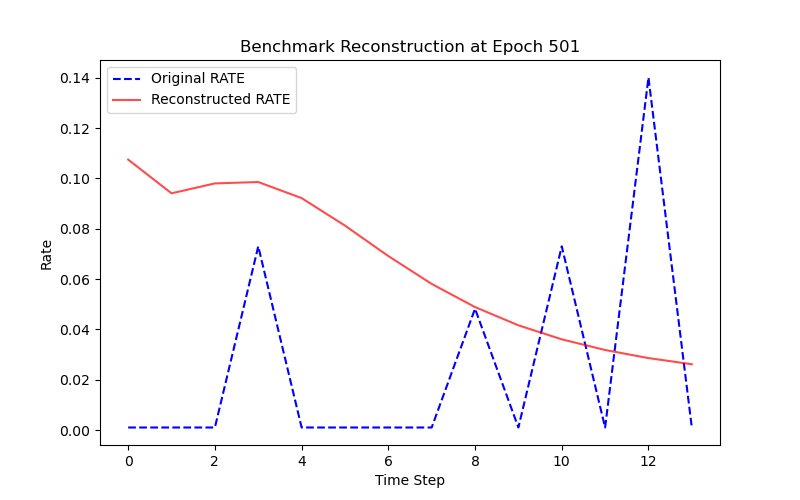 Benchmark Reconstruction at Epoch 501
Original RATE
Reconstructed RATE
0.14
0.12
0.10
0.08
0.06
0.04
0.02
0.00
Rate
0 2 4 6 8 10 12
Time Step